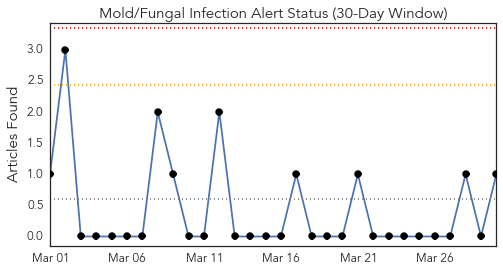 Mold/Fungal Infection Alert Status (30-Day Window)
Articles Found
3.0
2.5
2.0
1.5
1.0
0.5
0.0
Mar 01 Mar 06 Mar 11 Mar 16 Mar 21 Mar 26